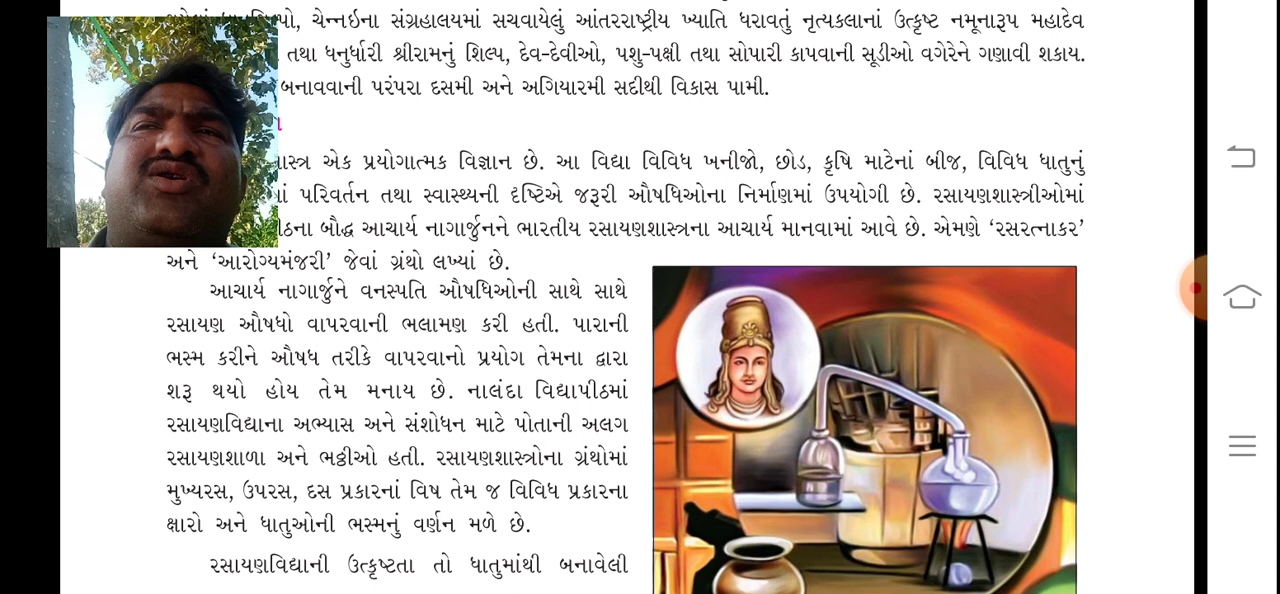 ચેન્નઇના સંગ્રહાલયમાં સચવાયેલું આંતરરાષ્ટ્રીય ખ્યાતિ ધરાવતું નૃત્યકલાનાં ઉત્કૃષ્ટ નમૂનારૂપ મહાદેવ
તથા ધનુર્ધારી શ્રીરામનું શિલ્પ, દેવ-દેવીઓ, પશુ-પક્ષી તથા સોપારી કાપવાની સૂડીઓ વગેરેને ગણાવી શકાય.
બનાવવાની પરંપરા દસમી અને અગિયારમી સદીથી વિકાસ પામી.
એક પ્રયોગાત્મક વિજ્ઞાન છે. આ વિદ્યા વિવિધ ખનીજો, છોડ, કૃષિ માટેનાં બીજ, વિવિધ ધાતુનું
પરિવર્તન તથા સ્વાસ્થ્યની દૃષ્ટિએ જરૂરી ઔષધિઓના નિર્માણમાં ઉપયોગી છે. રસાયણશાસ્ત્રીઓમાં
બૌદ્ધ આચાર્ય નાગાર્જુનને ભારતીય રસાયણશાસ્ત્રના આચાર્ય માનવામાં આવે છે. એમણે ‘રસરત્નાકર’
અને ‘આરોગ્યમંજરી’ જેવાં ગ્રંથો લખ્યાં છે.
આચાર્ય નાગાર્જુને વનસ્પતિ ઔષધિઓની સાથે સાથે
રસાયણ ઔષધો વાપરવાની ભલામણ કરી હતી. પારાની
ભસ્મ કરીને ઔષધ તરીકે વાપરવાનો પ્રયોગ તેમના દ્વારા
શરૂ થયો હોય તેમ મનાય છે. નાલંદા વિદ્યાપીઠમાં
રસાયણવિદ્યાના અભ્યાસ અને સંશોધન માટે પોતાની અલગ
રસાયણશાળા અને ભઠ્ઠીઓ હતી. રસાયણશાસ્ત્રોના ગ્રંથોમાં
મુખ્યરસ, ઉપરસ, દસ પ્રકારનાં વિષ તેમ જ વિવિધ પ્રકારના
ક્ષારો અને ધાતુઓની ભસ્મનું વર્ણન મળે છે.
રસાયણવિદ્યાની ઉત્કૃષ્ટતા તો ધાતુમાંથી બનાવેલી